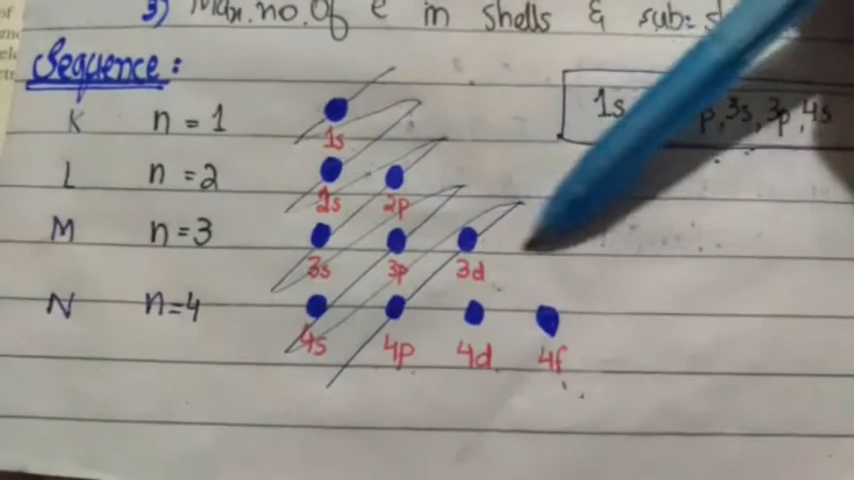 3) Max. no. Of e in shells & sub-
Sequence:
1s p, 3s, 3p, 4s
K n = 1 1s
L n = 2 2s 2p
M n = 3 3s 3p 3d
N n = 4 4s 4p 4d 4f